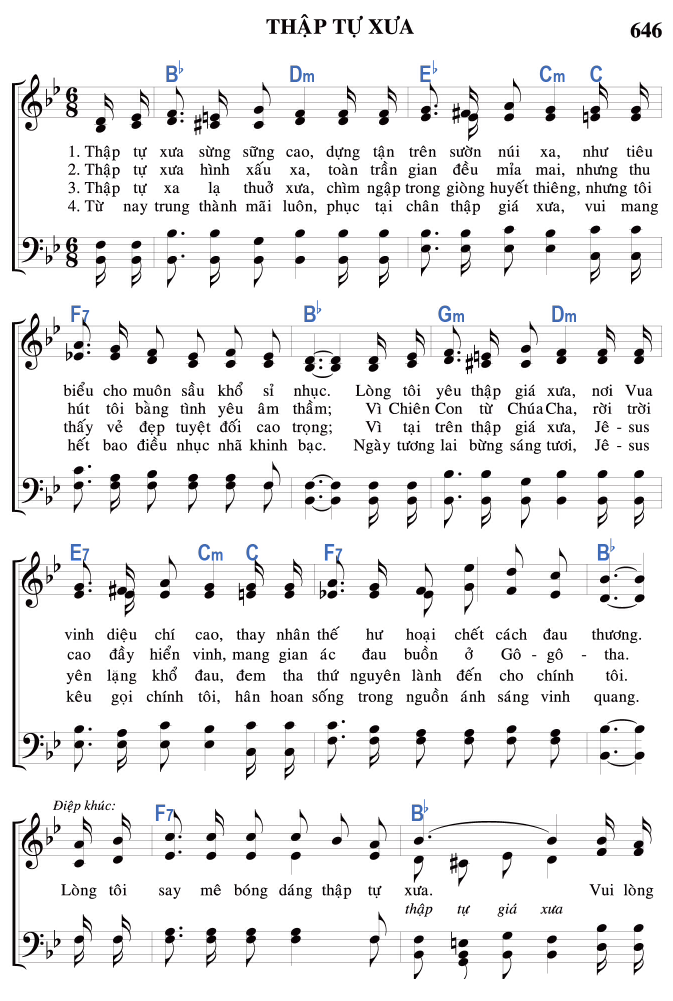 THẬP TỰ XƯA
646
B♭ Dm E♭ Cm C
1. Thập tự xưa sừng sững cao, dựng tận trên sườn núi xa, như tiêu
2. Thập tự xưa hình xấu xa, toàn trần gian đều mỉa mai, nhưng thu
3. Thập tự xa lạ thuở xưa, chìm ngập trong giòng huyết thiêng, nhưng tôi
4. Từ nay trung thành mãi luôn, phục tại chân thập giá xưa, vui mang
F7 B♭ Gm Dm
biểu cho muôn sầu khổ sỉ nhục. Lòng tôi yêu thập giá xưa, nơi Vua
hút tôi bằng tình yêu âm thầm; Vì Chiên Con từ Chúa Cha, rời trời
thấy vẻ đẹp tuyệt đối cao trọng; Vì tại trên thập giá xưa, Jê - sus
hết bao điều nhục nhã khinh bạc. Ngày tương lai bừng sáng tươi, Jê - sus
E7 Cm C F7 B♭
vinh diệu chí cao, thay nhân thế hư hoại chết cách đau thương.
cao đầy hiển vinh, mang gian ác đau buồn ở Gô - gô - tha.
yên lặng khổ đau, đem tha thứ nguyên lành đến cho chính tôi.
kêu gọi chính tôi, hân hoan sống trong nguồn ánh sáng vinh quang.
Điệp khúc:
F7 B♭
Lòng tôi say mê bóng dáng thập tự xưa. Vui lòng
thập tự giá xưa